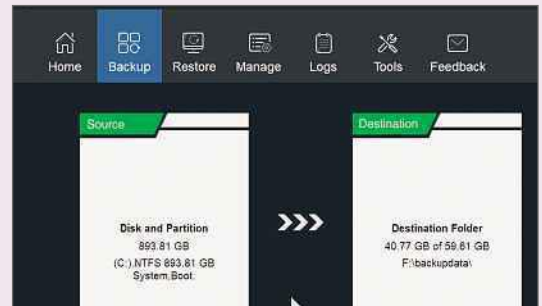 Home Backup Restore Manage Logs Tools Feedback
Source
Destination
Disk and Partition
893.81 GB
(C:).NTFS 893.81 GB
System,Boot.
Destination Folder
40.77 GB of 59.61 GB
F:\backupdata\